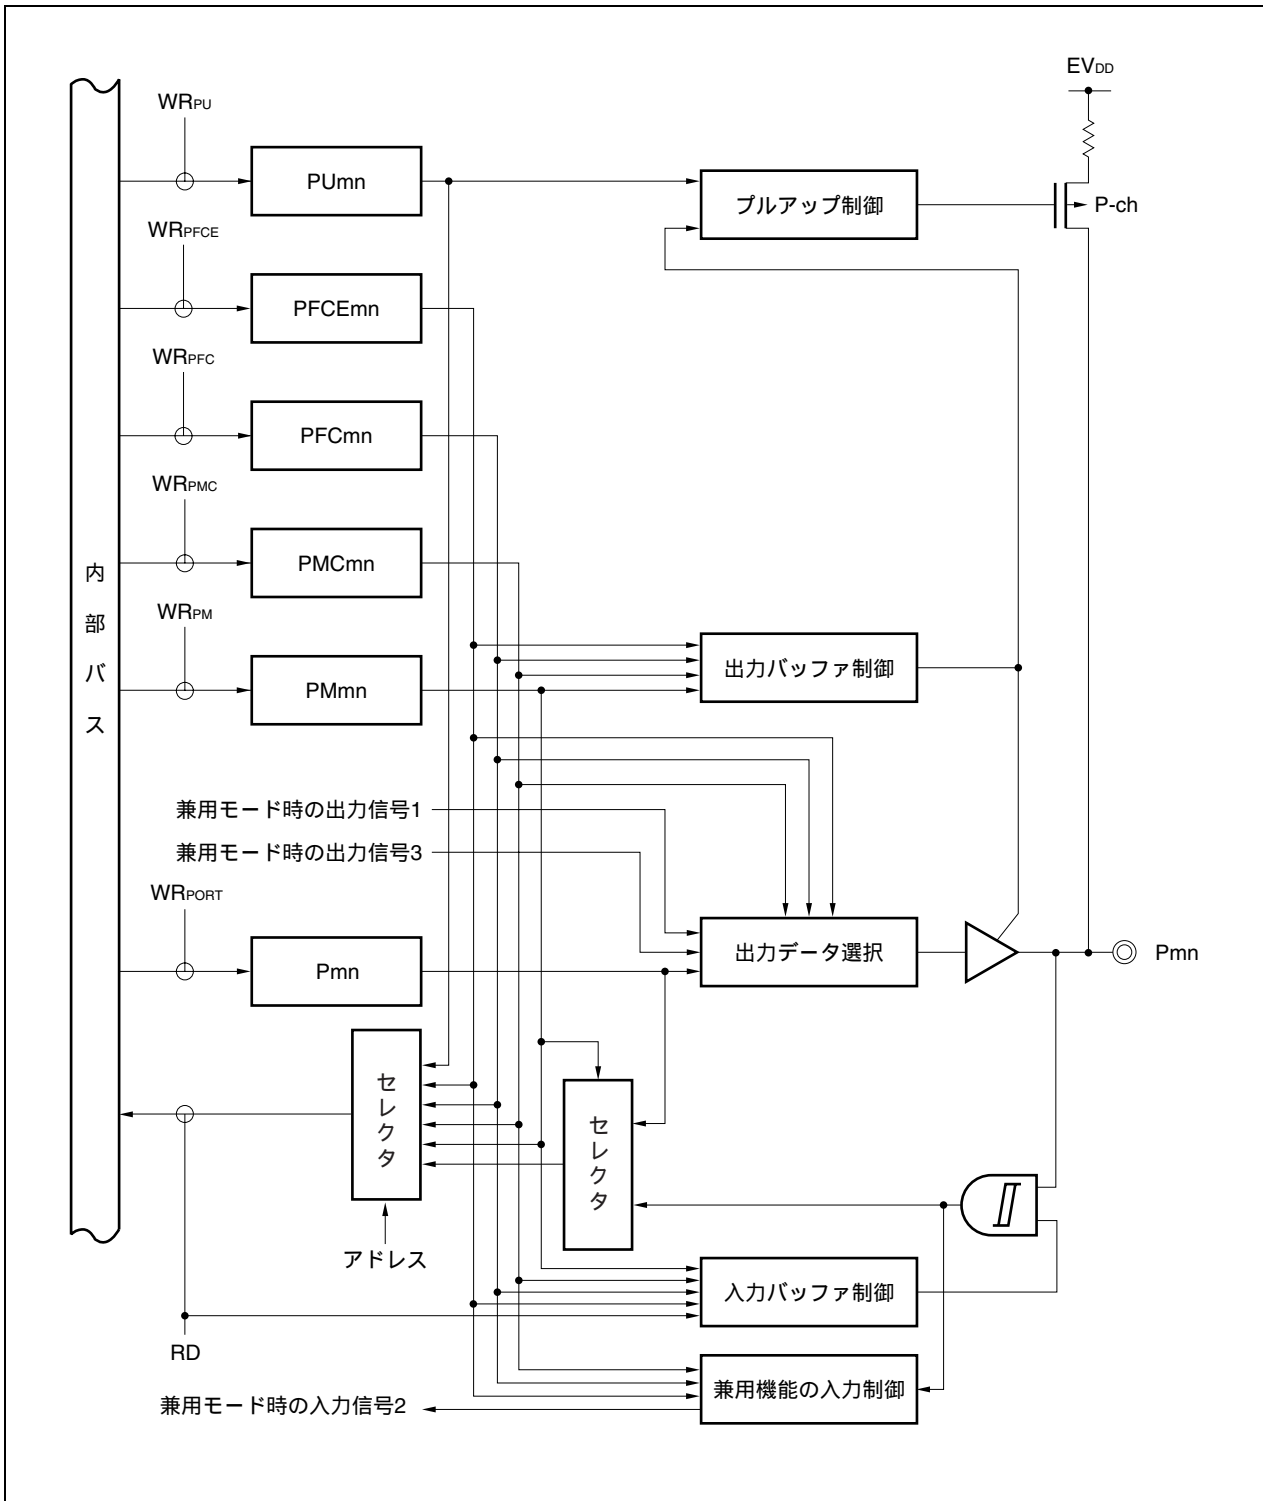 EVDD
WRPU
PUmn
プルアップ制御
P-ch
WRPFCE
PFCEmn
WRPFC
PFCmn
WRPMC
PMCmn
内部バス
WRPM
PMmn
出力バッファ制御
兼用モード時の出力信号1
兼用モード時の出力信号3
WRPORT
Pmn
出力データ選択
Pmn
セレクタ
セレクタ
アドレス
入力バッファ制御
RD
兼用機能の入力制御
兼用モード時の入力信号2